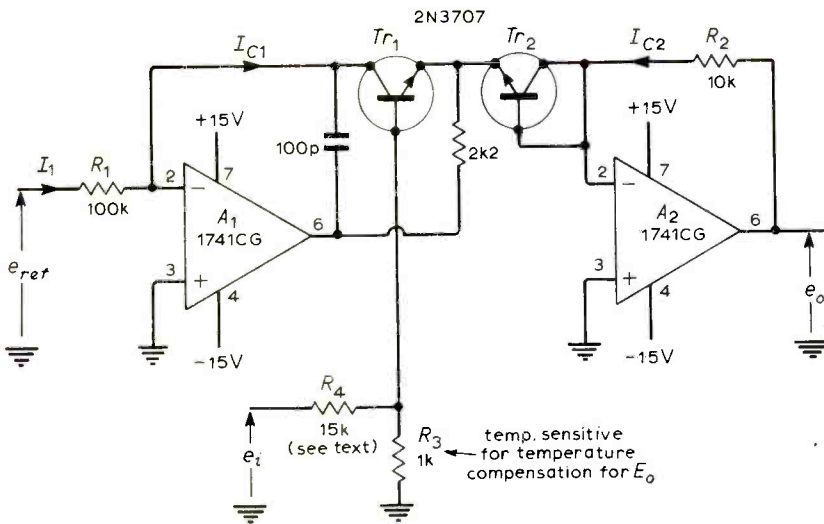 2N3707
I_C1
Tr_1
Tr_2
I_C2
R_2
10k
+15V
100p
2k2
+15V
I_1
R_1
100k
2
7
A_1
1741CG
6
3
4
-15V
e_ref
2
7
A_2
1741CG
6
3
4
-15V
e_o
R_4
15k
(see text)
e_i
R_3
1k
temp. sensitive
for temperature
compensation for E_o